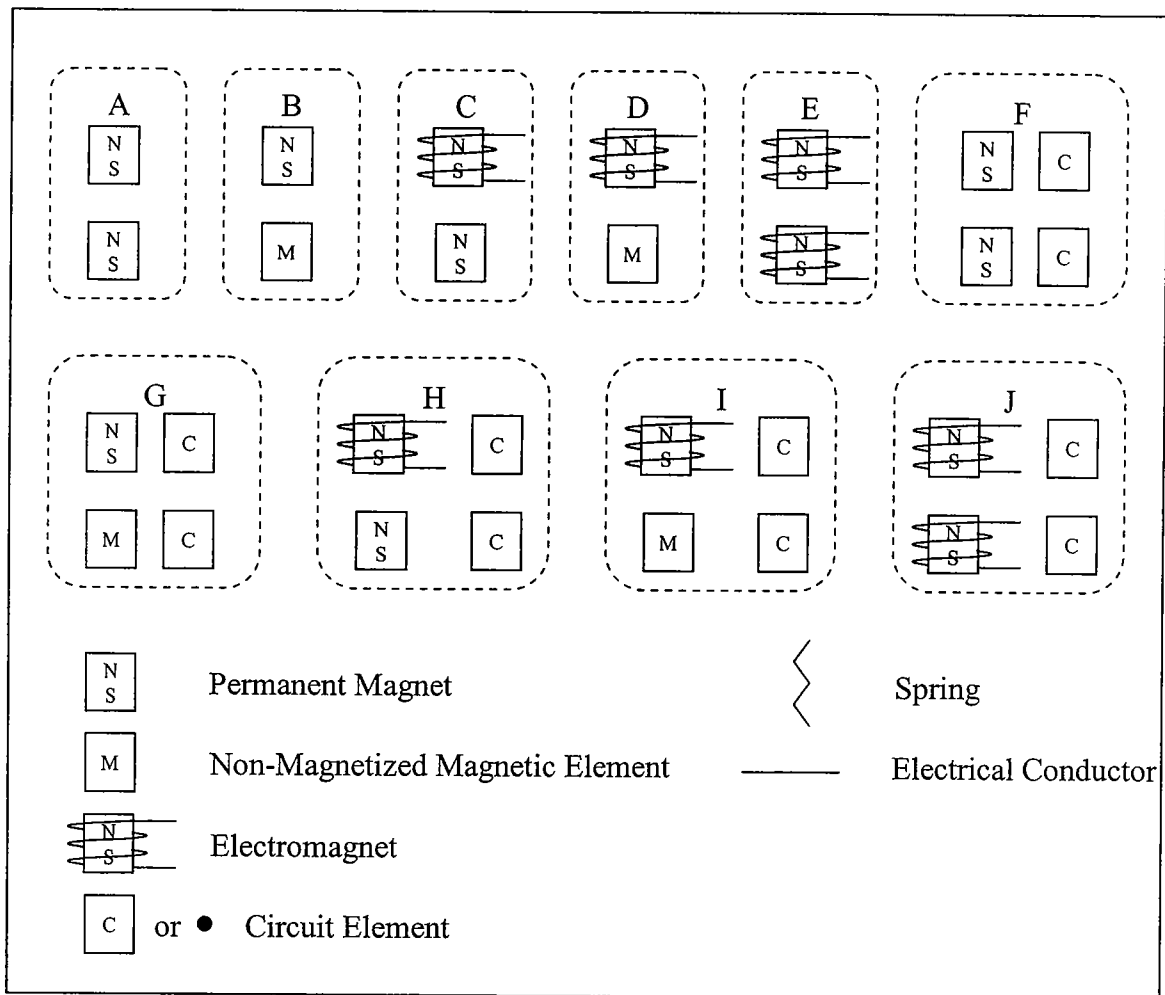 A B C D E F
N N N N N N C
S S S S S S
N M N M N N C
S S S S
G H I J
N C N C N C N C
S S S S
M C N C M C N C
S S
N
S Permanent Magnet Spring
M Non-Magnetized Magnetic Element Electrical Conductor
N
S Electromagnet
C or ● Circuit Element